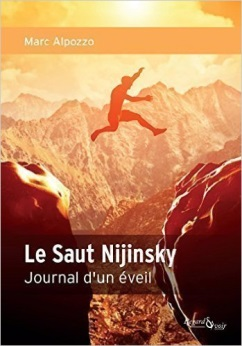 Marc Alpozzo
Le Saut Nijinsky
Journal d'un éveil